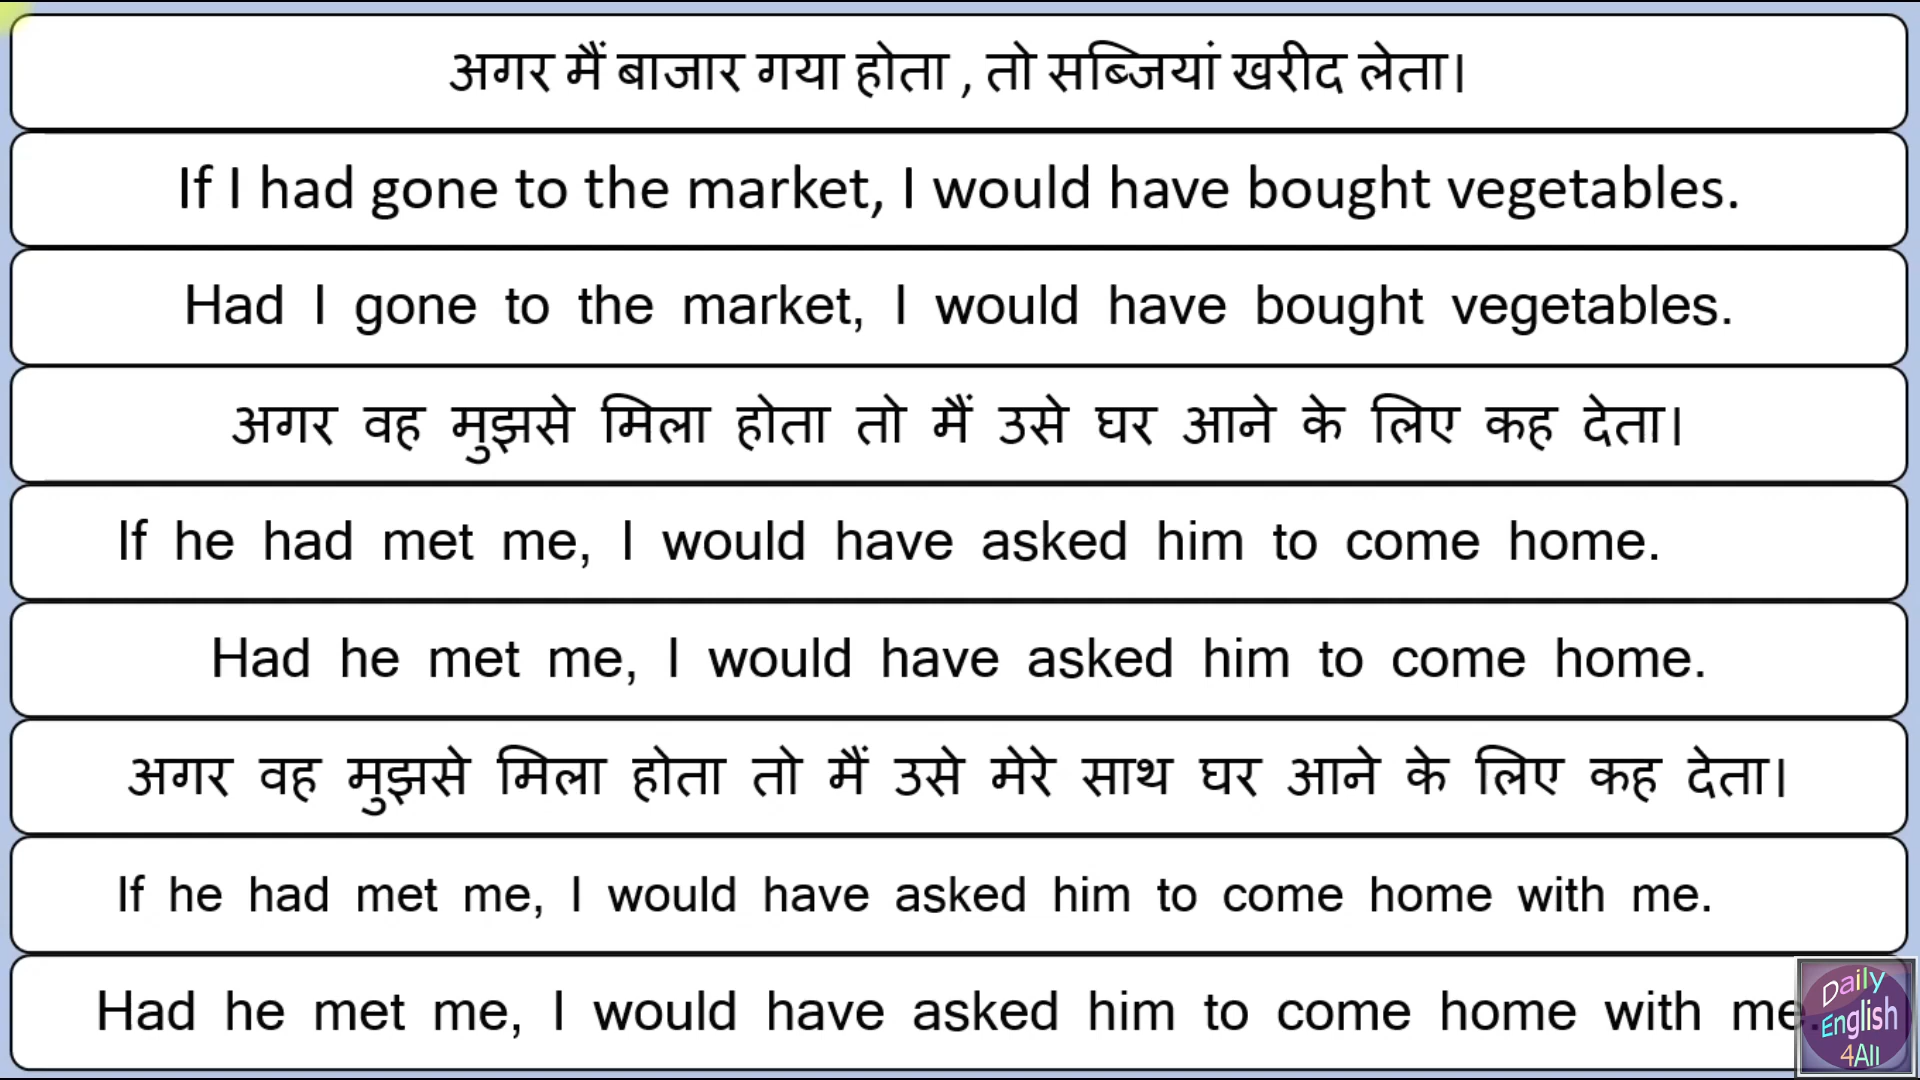 अगर मैं बाजार गया होता , तो सब्जियां खरीद लेता।
If I had gone to the market, I would have bought vegetables.
Had I gone to the market, I would have bought vegetables.
अगर वह मुझसे मिला होता तो मैं उसे घर आने के लिए कह देता।
If he had met me, I would have asked him to come home.
Had he met me, I would have asked him to come home.
अगर वह मुझसे मिला होता तो मैं उसे मेरे साथ घर आने के लिए कह देता।
If he had met me, I would have asked him to come home with me.
Had he met me, I would have asked him to come home with me.
Daily
English
4All